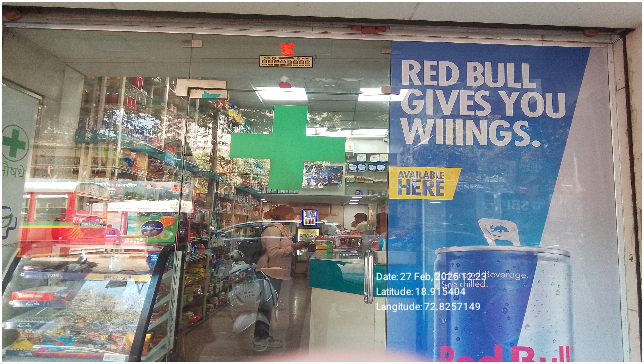 RED BULL
GIVES YOU
WIIINGS.
AVAILABLE
HERE
Date: 27 Feb, 2026 12:23
Latitude: 18.915404
Langitude: 72.8257149
Red Bull